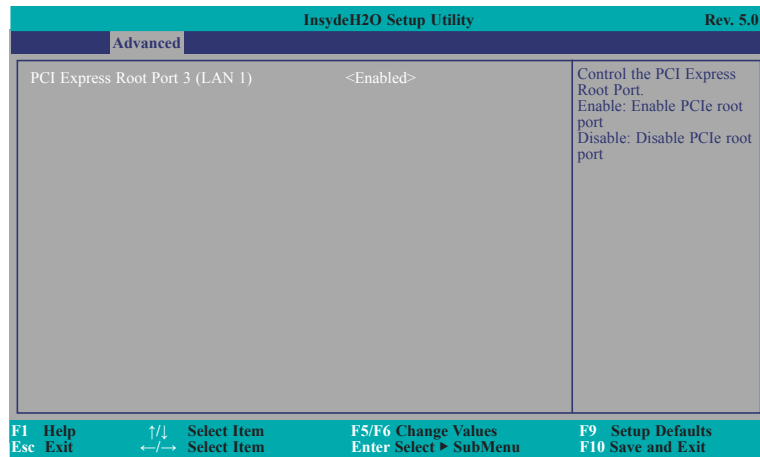 InsydeH2O Setup Utility Rev. 5.0
Advanced
PCI Express Root Port 3 (LAN 1) <Enabled>
Control the PCI Express
Root Port.
Enable: Enable PCIe root
port
Disable: Disable PCIe root
port
F1 Help ↑/↓ Select Item F5/F6 Change Values F9 Setup Defaults
Esc Exit ←/→ Select Item Enter Select ▶ SubMenu F10 Save and Exit